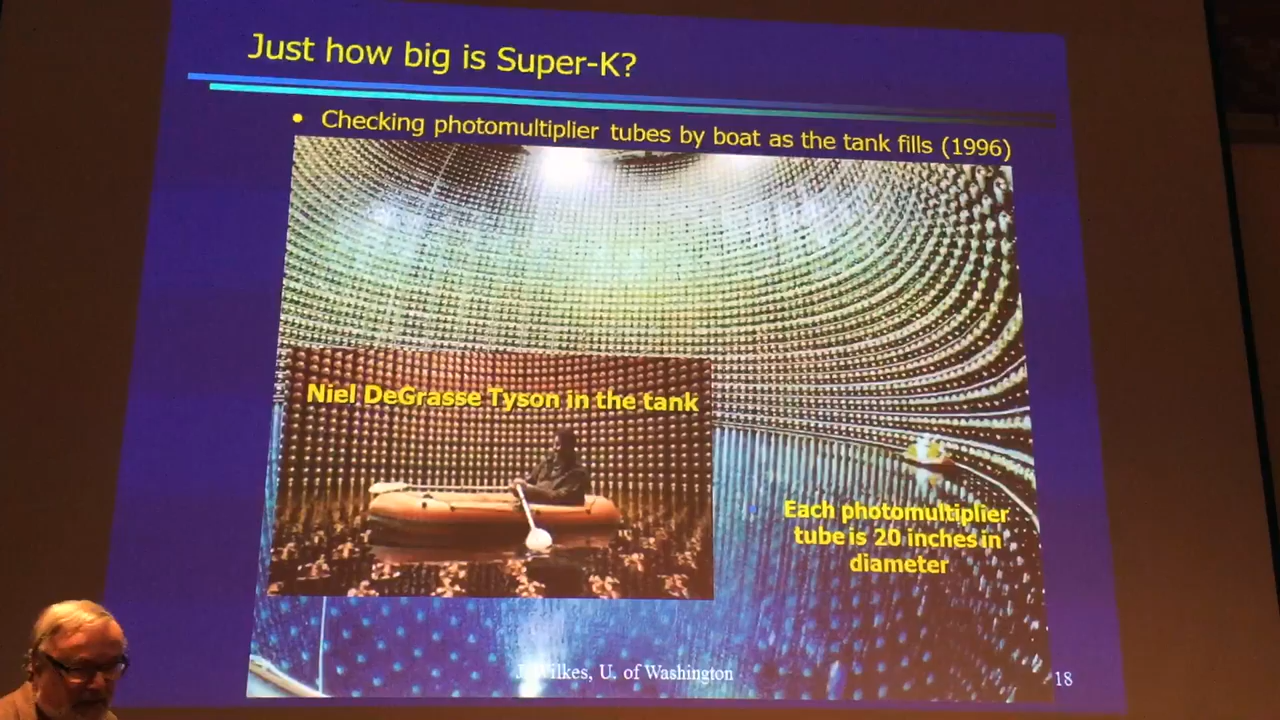 Just how big is Super-K?
• Checking photomultiplier tubes by boat as the tank fills (1996)
Niel DeGrasse Tyson in the tank
Each photomultiplier
tube is 20 inches in
diameter
J. Wilkes, U. of Washington
18